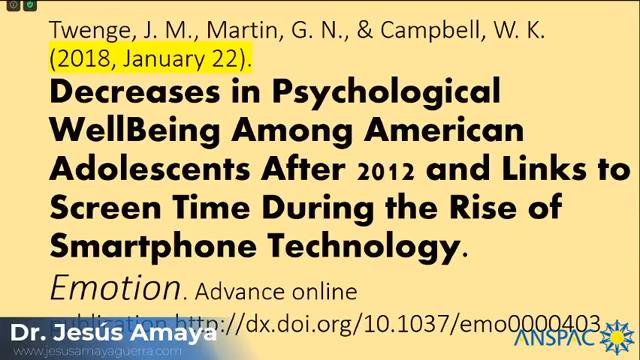 Twenge, J. M., Martin, G. N., & Campbell, W. K.
(2018, January 22).
Decreases in Psychological
WellBeing Among American
Adolescents After 2012 and Links to
Screen Time During the Rise of
Smartphone Technology.
Emotion. Advance online
publication. http://dx.doi.org/10.1037/emo0000403
Dr. Jesús Amaya
www.jesusamayaguerra.com
ANSPAC